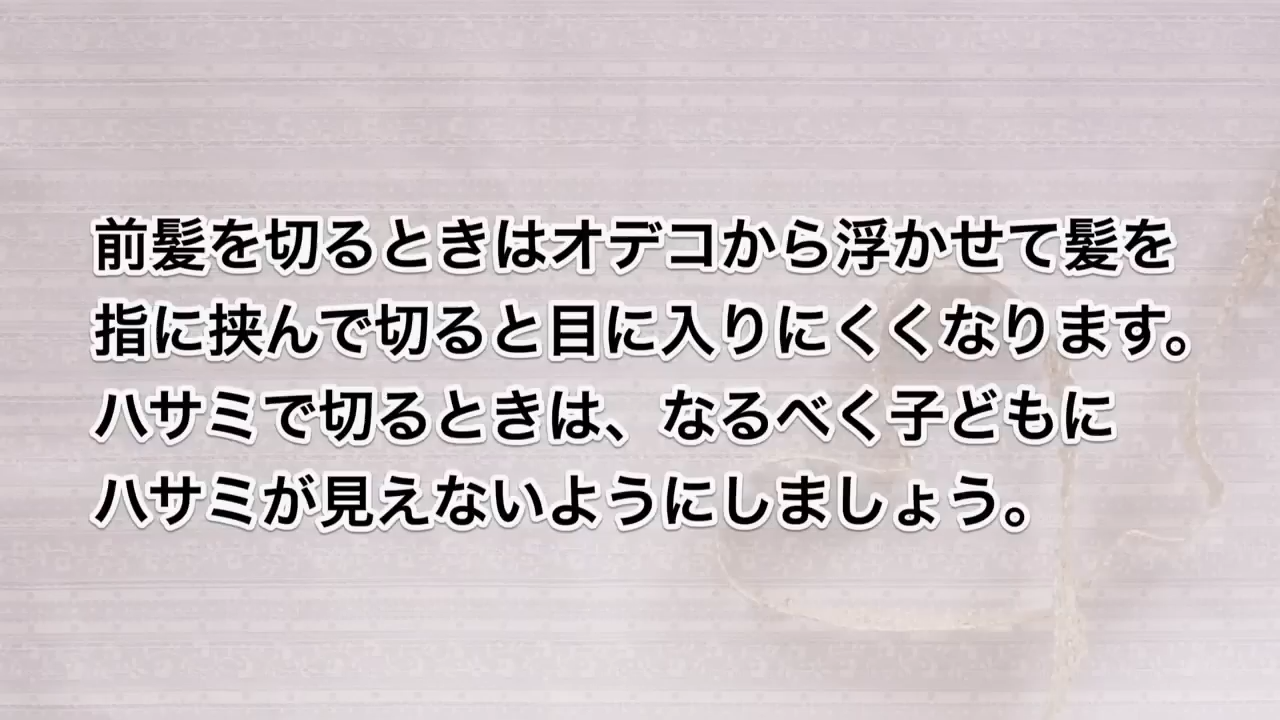 前髪を切るときはオデコから浮かせて髪を
指に挟んで切ると目に入りにくくなります。
ハサミで切るときは、なるべく子どもに
ハサミが見えないようにしましょう。